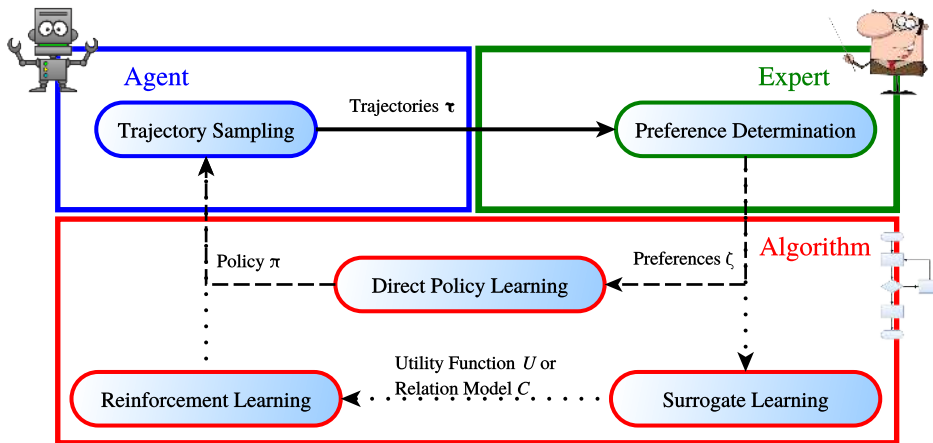 Agent
Expert
Trajectories τ
Trajectory Sampling
Preference Determination
Algorithm
Policy π
Preferences ζ
Direct Policy Learning
Utility Function U or
Relation Model C
Reinforcement Learning
Surrogate Learning